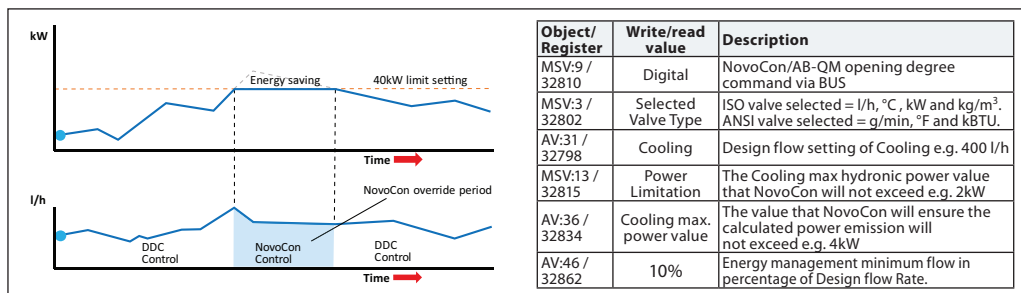 kW
Energy saving
40kW limit setting
Time
NovoCon override period
l/h
DDC
Control
NovoCon
Control
DDC
Control
Time
Object/
Register
Write/read
value
Description
MSV:9 /
32810
Digital
NovoCon/AB-QM opening degree
command via BUS
MSV:3 /
32802
Selected
Valve Type
ISO valve selected = l/h, °C , kW and kg/m³.
ANSI valve selected = g/min, °F and kBTU.
AV:31 /
32798
Cooling
Design flow setting of Cooling e.g. 400 l/h
MSV:13 /
32815
Power
Limitation
The Cooling max hydronic power value
that NovoCon will not exceed e.g. 2kW
AV:36 /
32834
Cooling max.
power value
The value that NovoCon will ensure the
calculated power emission will
not exceed e.g. 4kW
AV:46 /
32862
10%
Energy management minimum flow in
percentage of Design flow Rate.